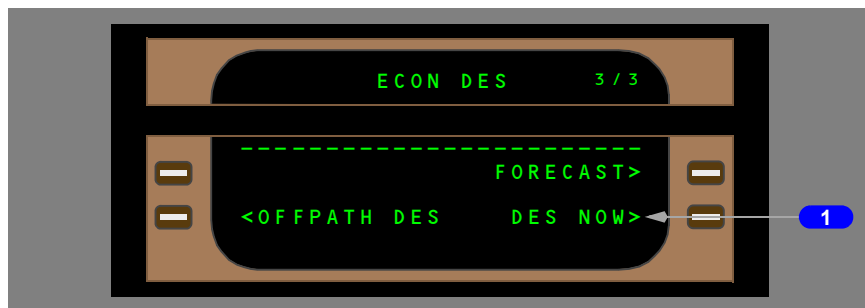 ECON DES 3/3
FORECAST>
<OFFPATH DES DES NOW>
1